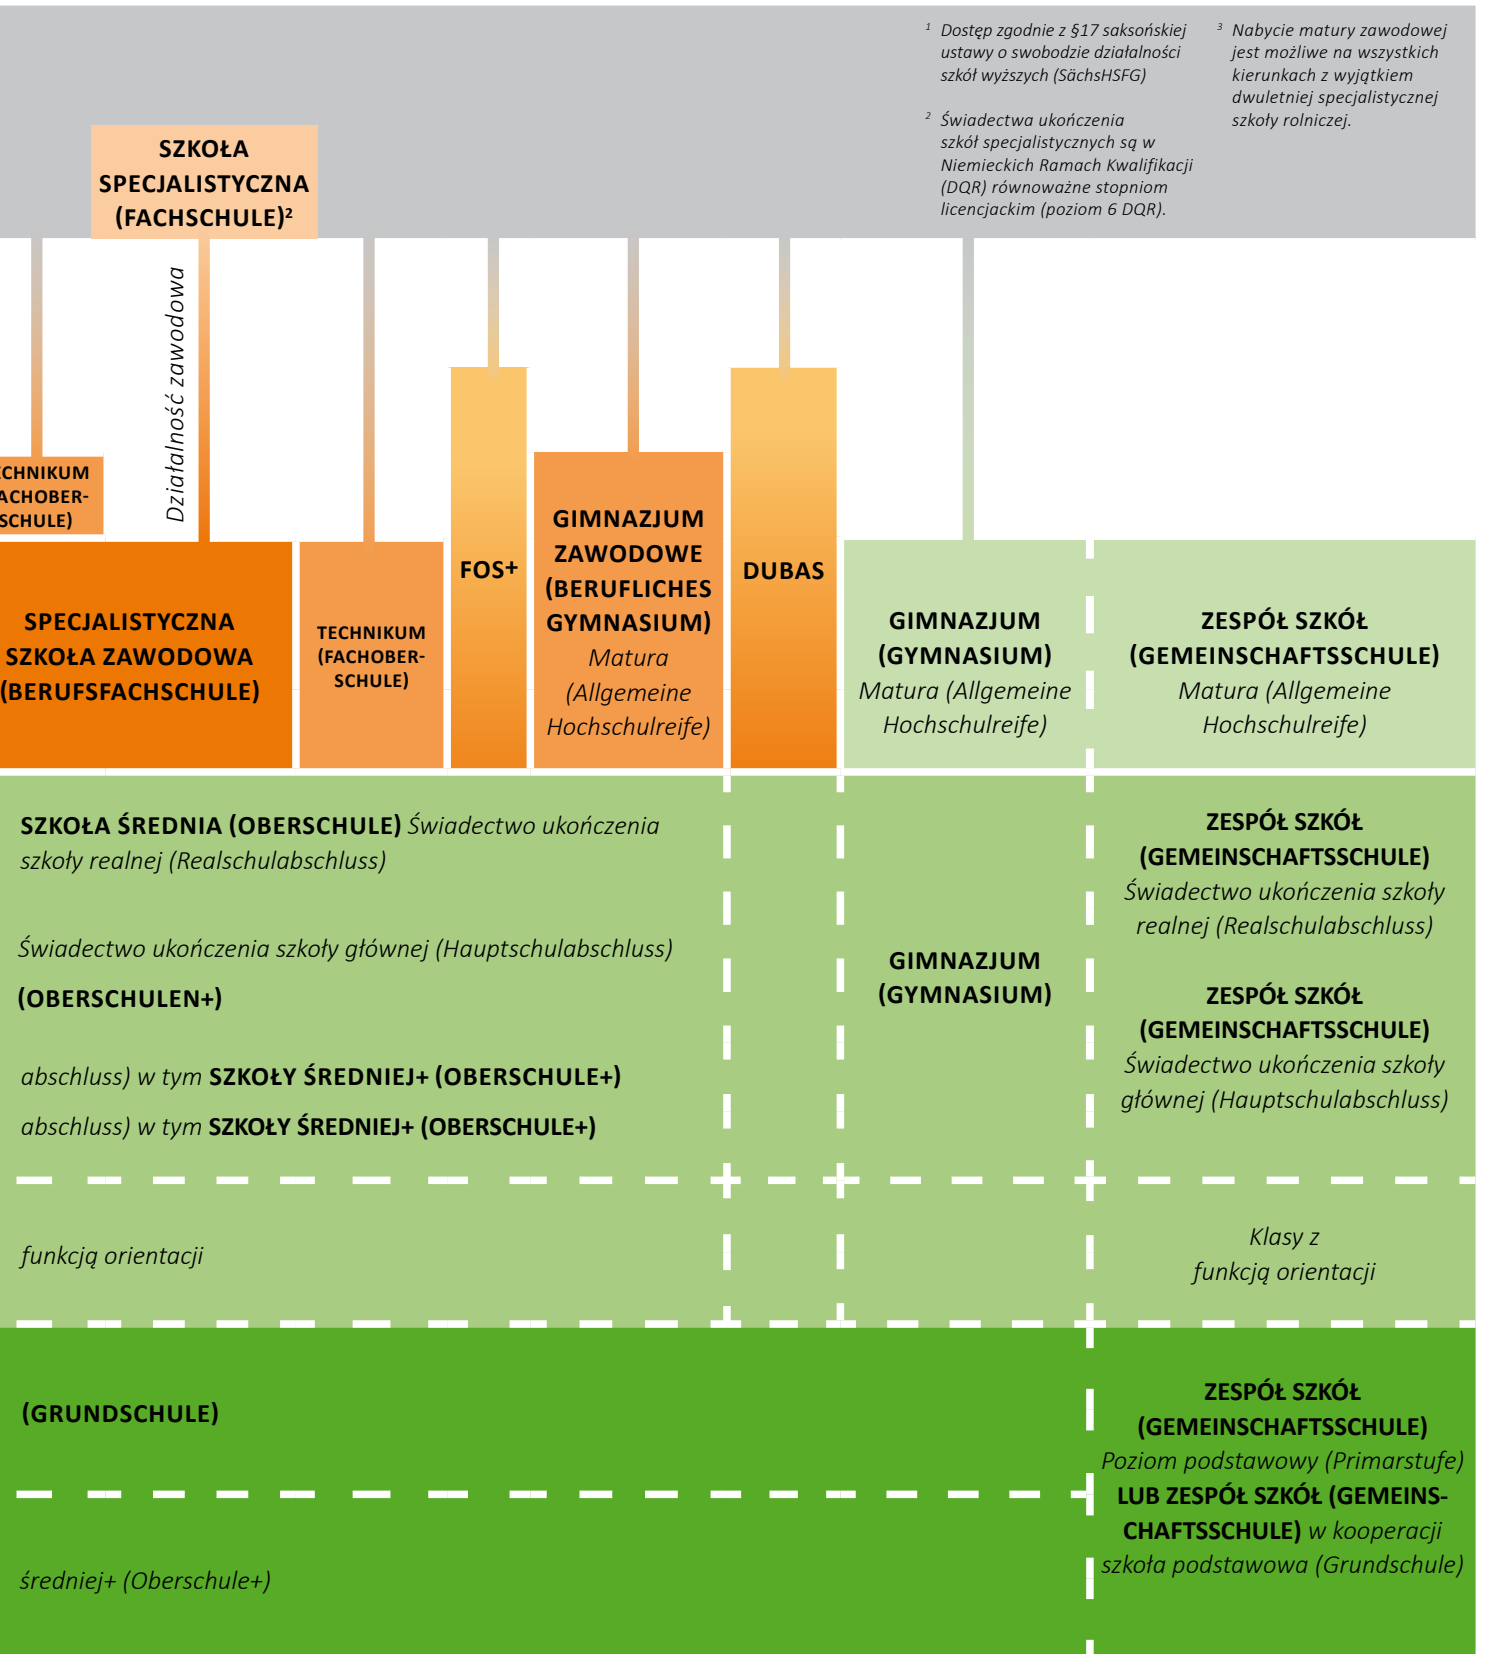 1 Dostęp zgodnie z §17 saksońskiej
ustawy o swobodzie działalności
szkół wyższych (SächsHSFG)
2 Świadectwa ukończenia
szkół specjalistycznych są w
Niemieckich Ramach Kwalifikacji
(DQR) równoważne stopniom
licencjackim (poziom 6 DQR).
3 Nabycie matury zawodowej
jest możliwe na wszystkich
kierunkach z wyjątkiem
dwuletniej specjalistycznej
szkoły rolniczej.
SZKOŁA
SPECJALISTYCZNA
(FACHSCHULE)2
Działalność zawodowa
ECHNIKUM
ACHOBER-
SCHULE)
SPECJALISTYCZNA
SZKOŁA ZAWODOWA
(BERUFSFACHSCHULE)
TECHNIKUM
(FACHOBER-
SCHULE)
FOS+
GIMNAZJUM
ZAWODOWE
(BERUFLICHES
GYMNASIUM)
Matura
(Allgemeine
Hochschulreife)
DUBAS
GIMNAZJUM
(GYMNASIUM)
Matura (Allgemeine
Hochschulreife)
ZESPÓŁ SZKÓŁ
(GEMEINSCHAFTSSCHULE)
Matura (Allgemeine
Hochschulreife)
SZKOŁA ŚREDNIA (OBERSCHULE) Świadectwo ukończenia
szkoły realnej (Realschulabschluss)
Świadectwo ukończenia szkoły głównej (Hauptschulabschluss)
(OBERSCHULEN+)
abschluss) w tym SZKOŁY ŚREDNIEJ+ (OBERSCHULE+)
abschluss) w tym SZKOŁY ŚREDNIEJ+ (OBERSCHULE+)
GIMNAZJUM
(GYMNASIUM)
ZESPÓŁ SZKÓŁ
(GEMEINSCHAFTSSCHULE)
Świadectwo ukończenia szkoły
realnej (Realschulabschluss)
ZESPÓŁ SZKÓŁ
(GEMEINSCHAFTSSCHULE)
Świadectwo ukończenia szkoły
głównej (Hauptschulabschluss)
funkcją orientacji
Klasy z
funkcją orientacji
(GRUNDSCHULE)
średniej+ (Oberschule+)
ZESPÓŁ SZKÓŁ
(GEMEINSCHAFTSSCHULE)
Poziom podstawowy (Primarstufe)
LUB ZESPÓŁ SZKÓŁ (GEMEINS-
CHAFTSSCHULE) w kooperacji
szkoła podstawowa (Grundschule)